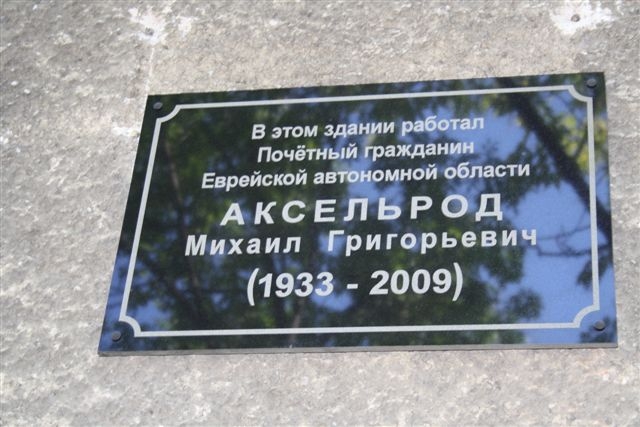 В этом здании работал
Почётный гражданин
Еврейской автономной области
АКСЕЛЬРОД
Михаил Григорьевич
(1933 - 2009)